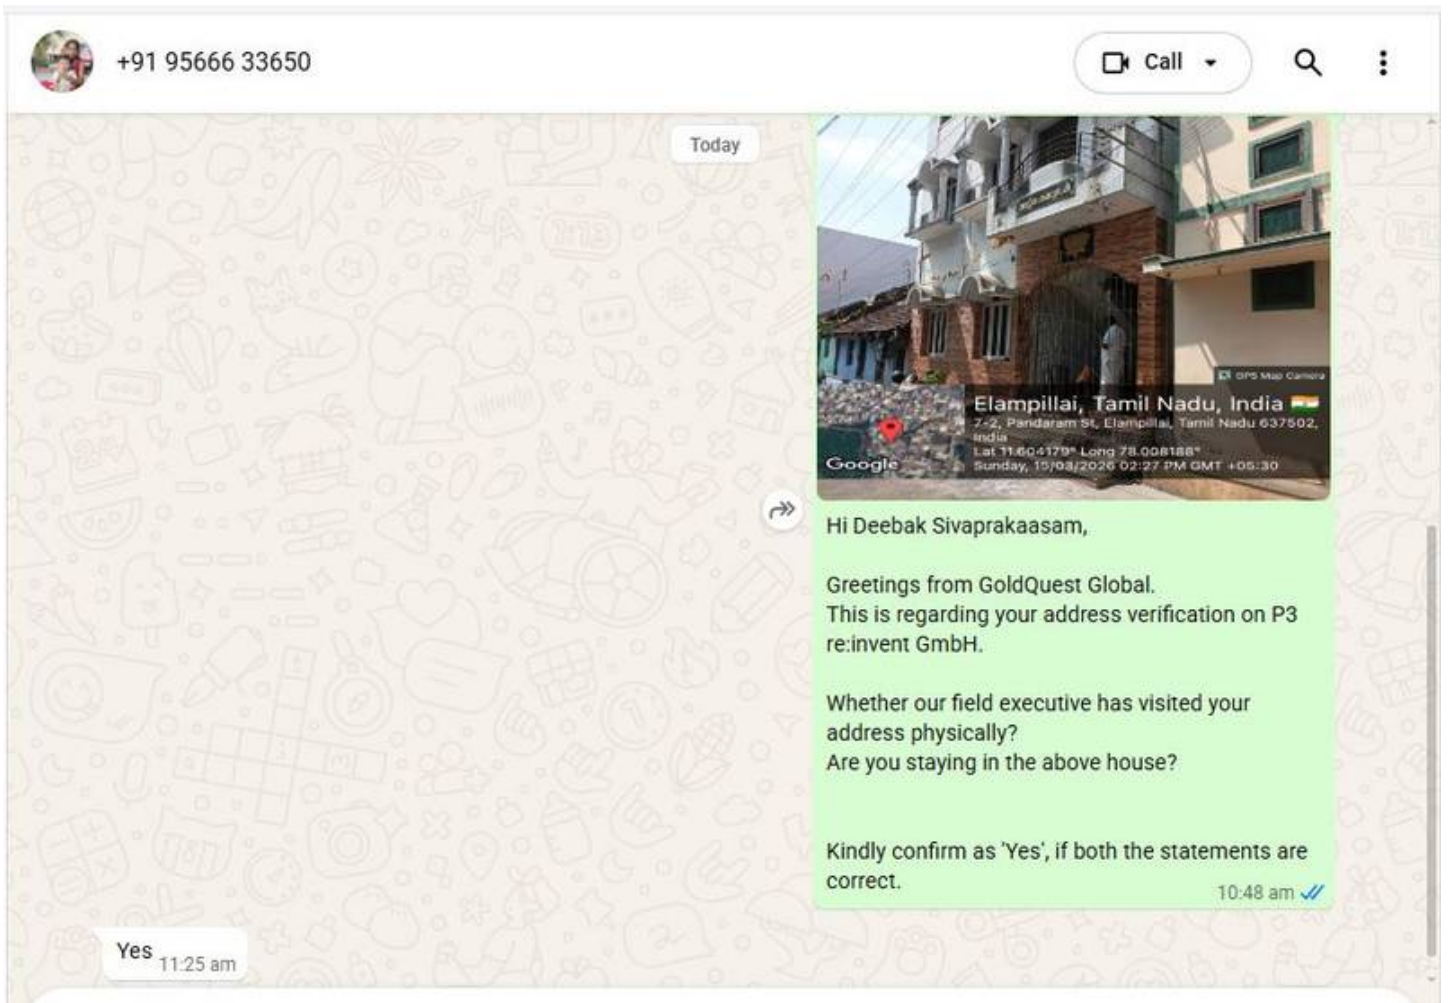 +91 95666 33650
Call
Today
GPS Map Camera
Elampillai, Tamil Nadu, India
7-2, Pandaram St, Elampillai, Tamil Nadu 637502,
India
Lat 11.604179° Long 78.008188°
Google
Sunday, 15/03/2026 02:27 PM GMT +05:30
Hi Deebak Sivaprakaasam,
Greetings from GoldQuest Global.
This is regarding your address verification on P3
re:invent GmbH.
Whether our field executive has visited your
address physically?
Are you staying in the above house?
Kindly confirm as 'Yes', if both the statements are
correct.
10:48 am
Yes
11:25 am